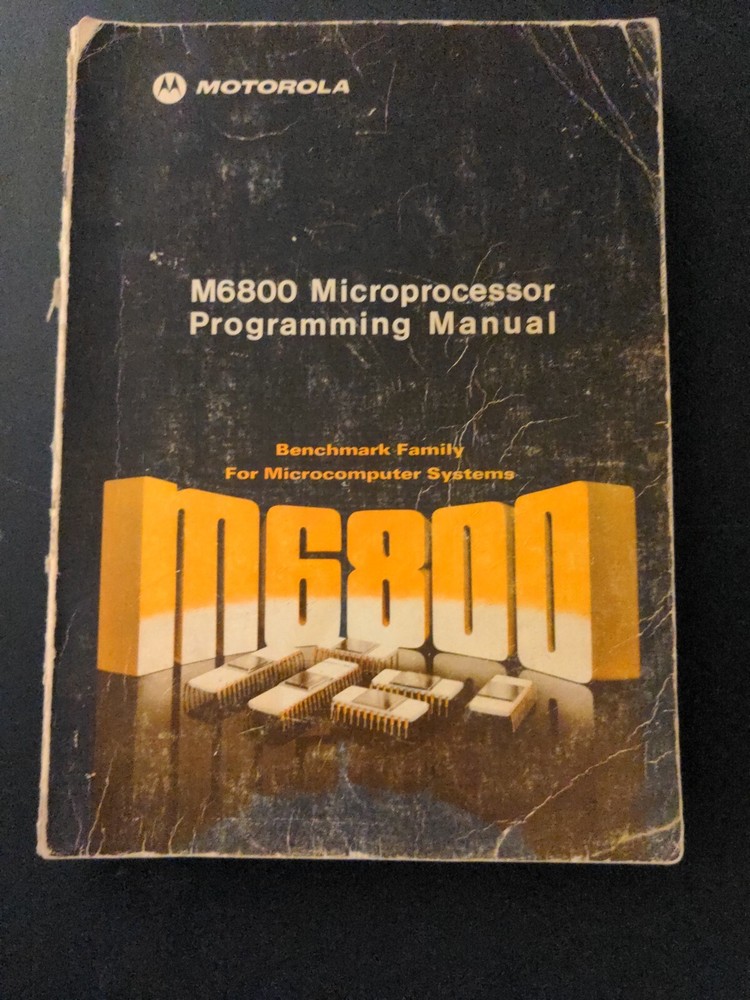 MOTOROLA
M6800 Microprocessor
Programming Manual
Benchmark Family
For Microcomputer Systems
M6800